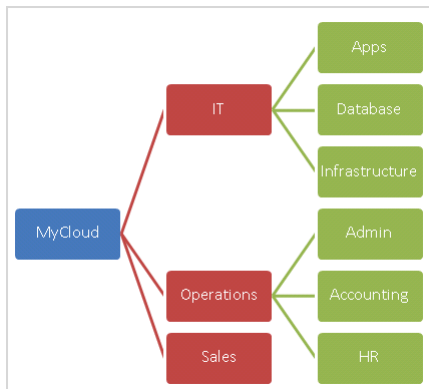 Apps
IT
Database
Infrastructure
MyCloud
Admin
Operations
Accounting
Sales
HR